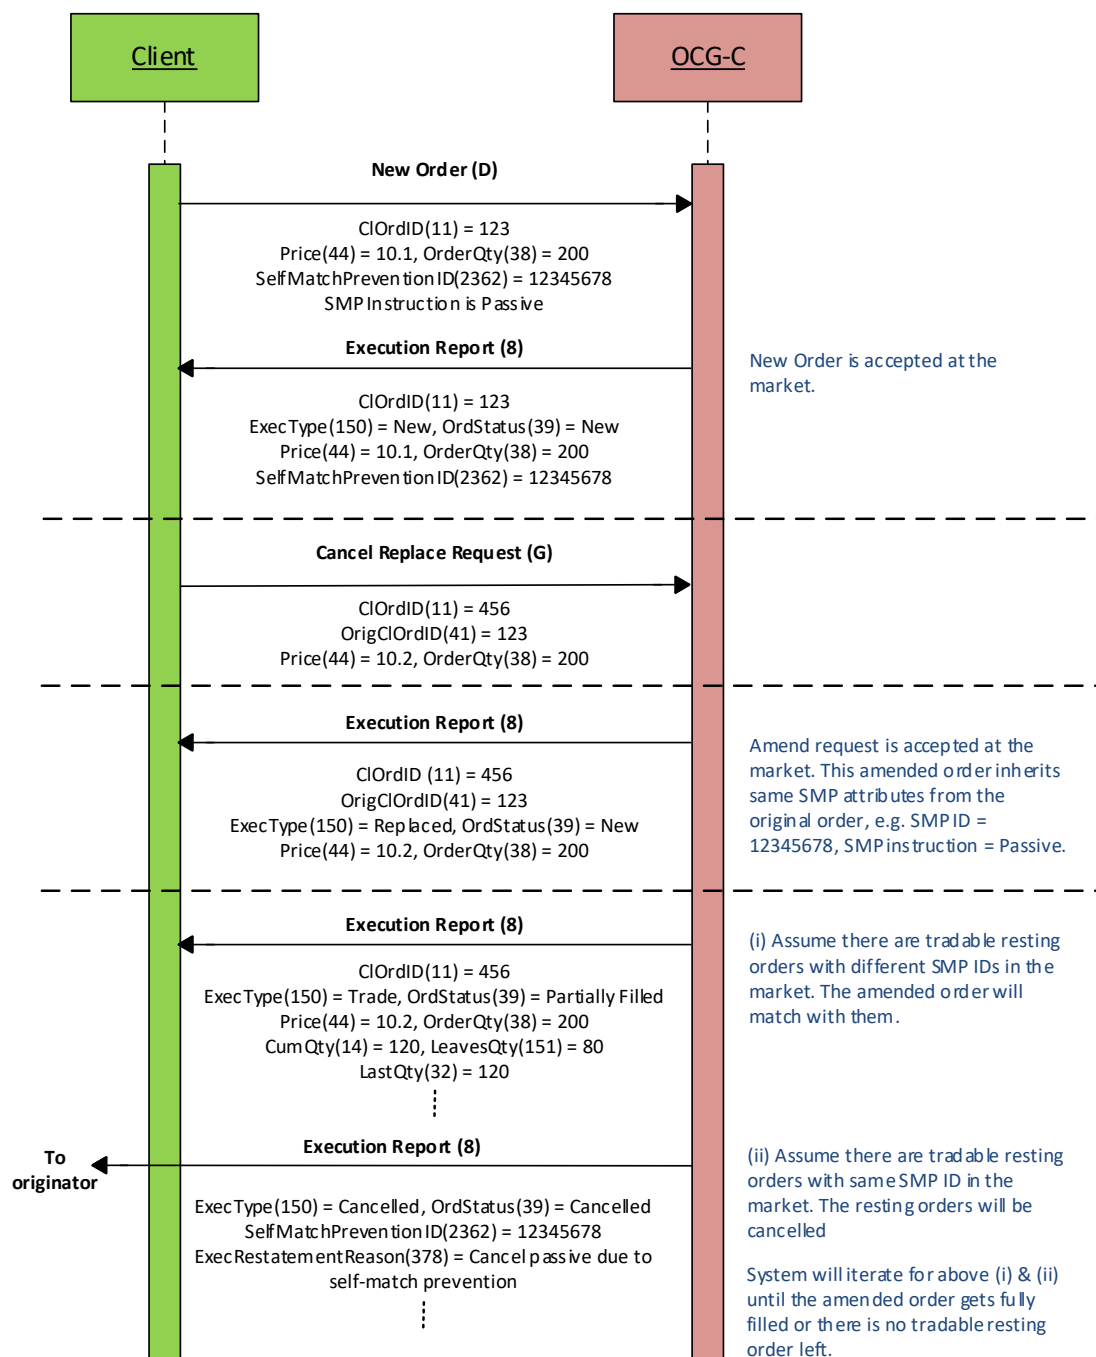 Client
OCG-C
New Order (D)
ClOrdID(11) = 123
Price(44) = 10.1, OrderQty(38) = 200
SelfMatchPreventionID(2362) = 12345678
SMP Instruction is Passive
Execution Report (8)
New Order is accepted at the
market.
ClOrdID(11) = 123
ExecType(150) = New, OrdStatus(39) = New
Price(44) = 10.1, OrderQty(38) = 200
SelfMatchPreventionID(2362) = 12345678
Cancel Replace Request (G)
ClOrdID(11) = 456
OrigClOrdID(41) = 123
Price(44) = 10.2, OrderQty(38) = 200
Execution Report (8)
ClOrdID (11) = 456
OrigClOrdID(41) = 123
ExecType(150) = Replaced, OrdStatus(39) = New
Price(44) = 10.2, OrderQty(38) = 200
Amend request is accepted at the
market. This amended order inherits
same SMP attributes from the
original order, e.g. SMP ID =
12345678, SMP instruction = Passive.
Execution Report (8)
ClOrdID(11) = 456
ExecType(150) = Trade, OrdStatus(39) = Partially Filled
Price(44) = 10.2, OrderQty(38) = 200
CumQty(14) = 120, LeavesQty(151) = 80
LastQty(32) = 120
(i) Assume there are tradable resting
orders with different SMP IDs in the
market. The amended order will
match with them.
Execution Report (8)
To
originator
ExecType(150) = Cancelled, OrdStatus(39) = Cancelled
SelfMatchPreventionID(2362) = 12345678
ExecRestatementReason(378) = Cancel passive due to
self-match prevention
(ii) Assume there are tradable resting
orders with same SMP ID in the
market. The resting orders will be
cancelled
System will iterate for above (i) & (ii)
until the amended order gets fully
filled or there is no tradable resting
order left.